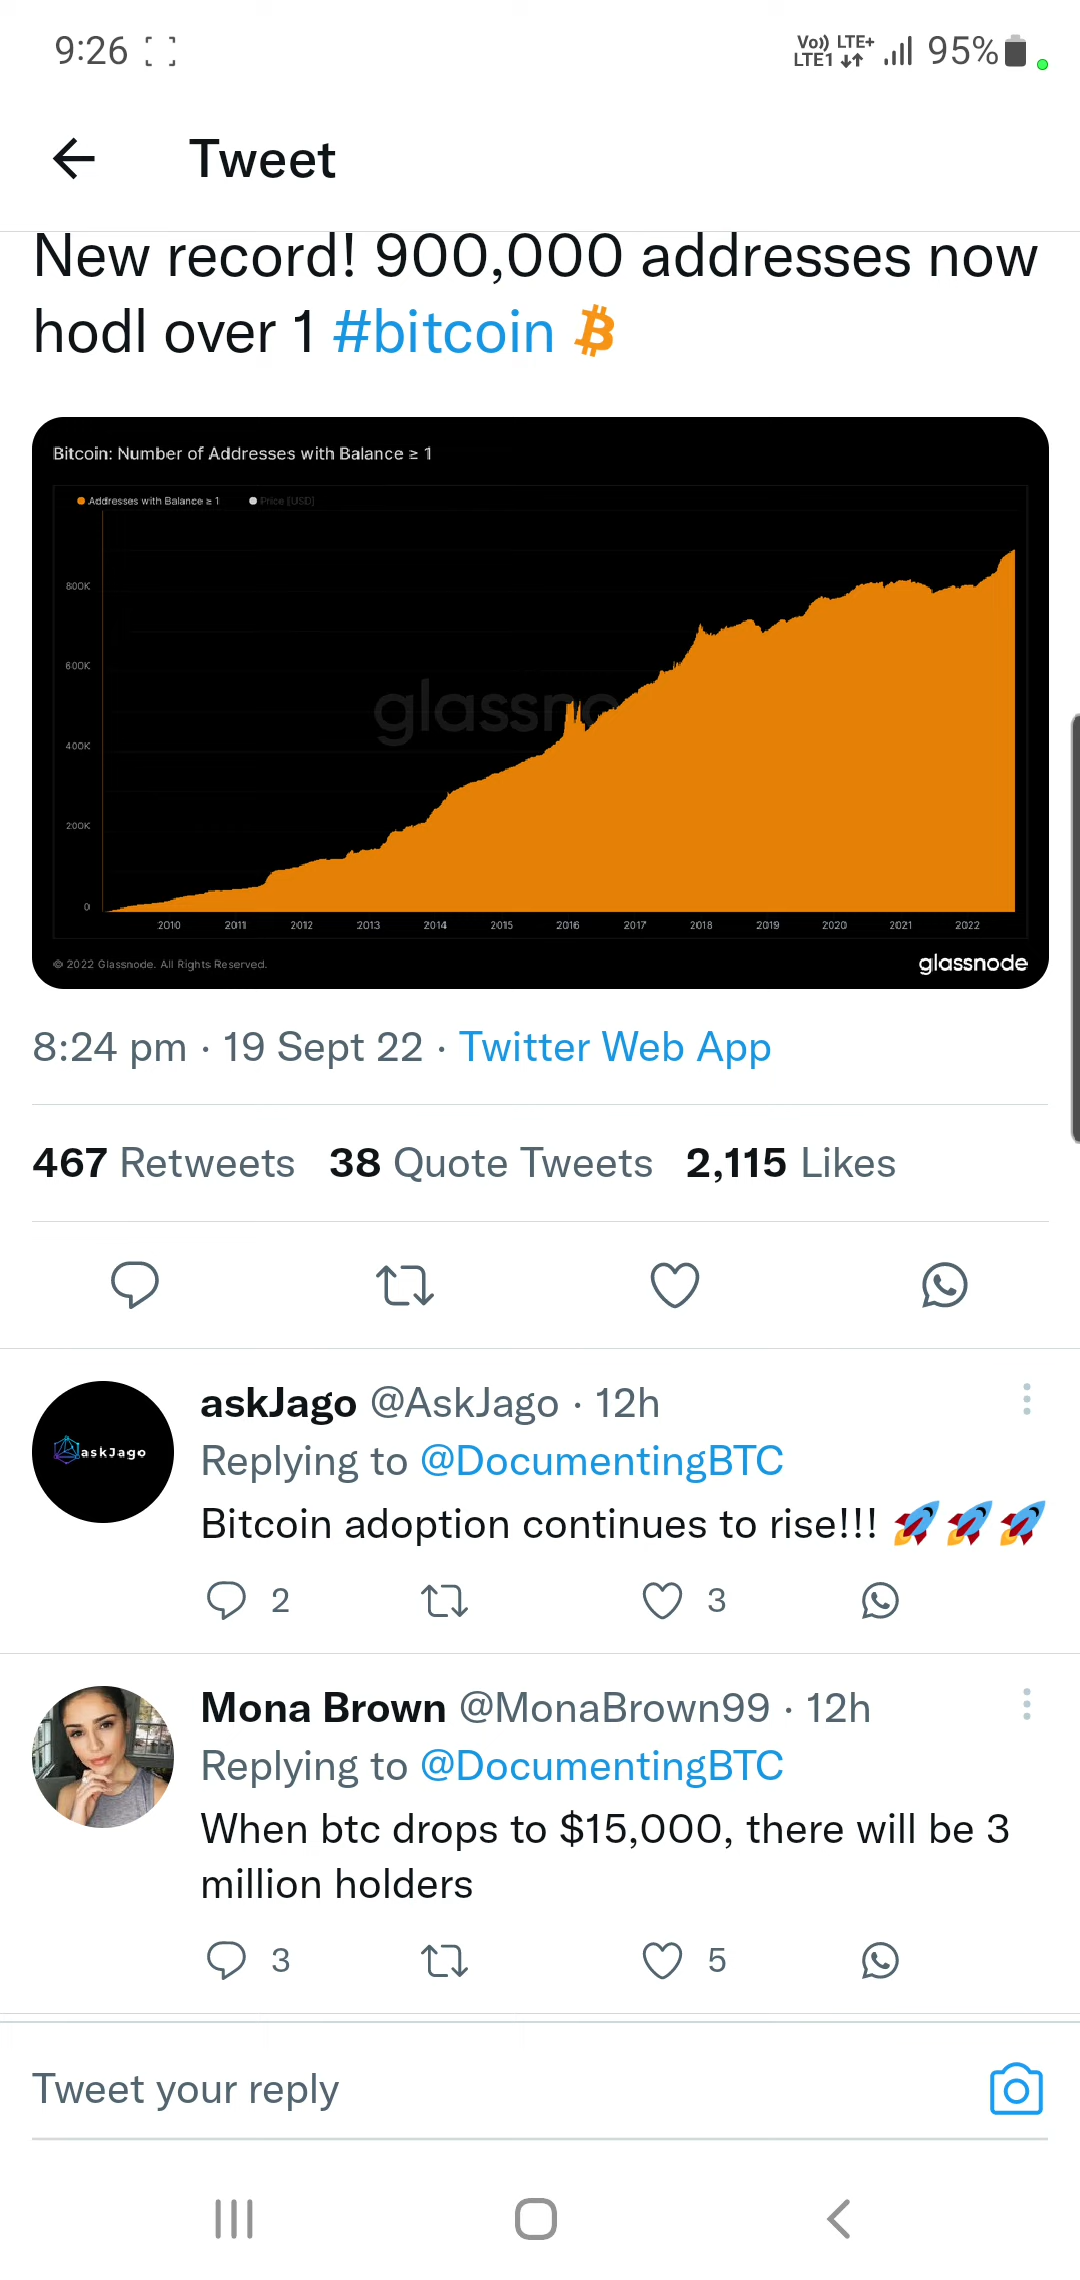 9:26
Vo)) LTE+
LTE1
95%
Tweet
New record! 900,000 addresses now
hodl over 1 #bitcoin
Bitcoin: Number of Addresses with Balance ≥ 1
Addresses with Balance ≥ 1 Price [USD]
800K
600K
400K
200K
0
glassno
2010 2011 2012 2013 2014 2015 2016 2017 2018 2019 2020 2021 2022
© 2022 Glassnode. All Rights Reserved.
glassnode
8:24 pm · 19 Sept 22 · Twitter Web App
467 Retweets 38 Quote Tweets 2,115 Likes
askJago
askJago @AskJago · 12h
Replying to @DocumentingBTC
Bitcoin adoption continues to rise!!! 🚀🚀🚀
2 3
Mona Brown @MonaBrown99 · 12h
Replying to @DocumentingBTC
When btc drops to $15,000, there will be 3
million holders
3 5
Tweet your reply